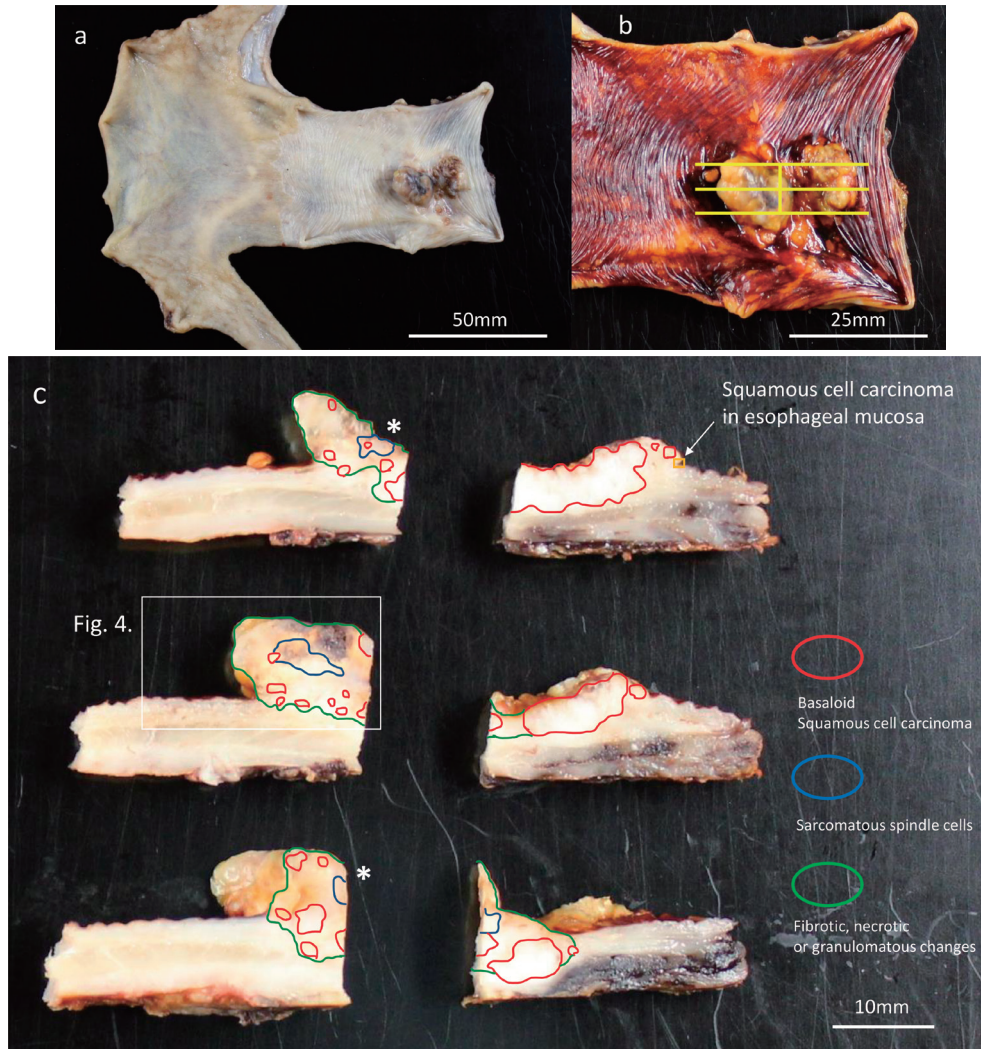 a
50mm
b
25mm
c
*
Squamous cell carcinoma
in esophageal mucosa
Fig. 4.
Basaloid
Squamous cell carcinoma
Sarcomatous spindle cells
*
Fibrotic, necrotic
or granulomatous changes
10mm